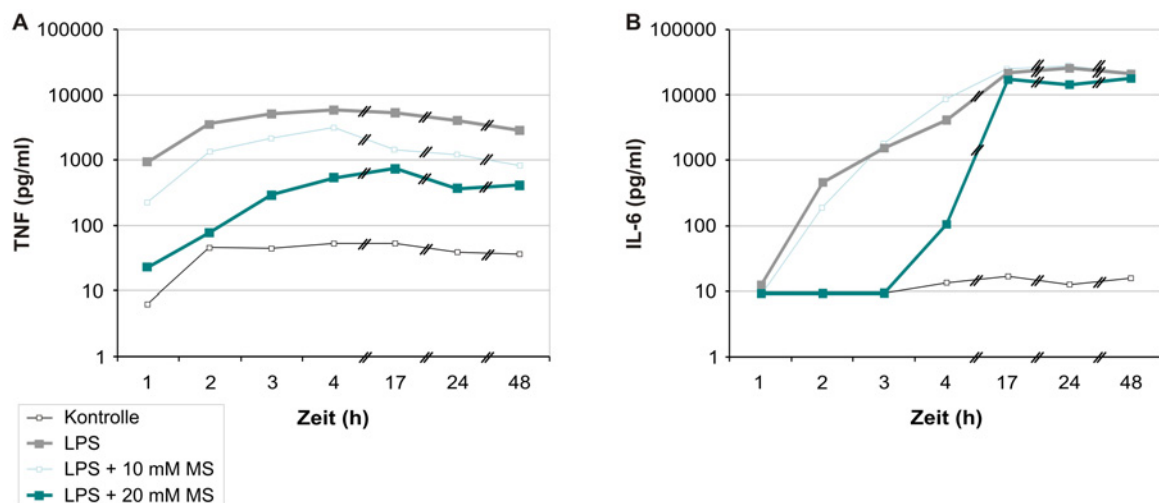 A
100000
10000
1000
100
10
1
TNF (pg/ml)
1 2 3 4 17 24 48
Zeit (h)
B
100000
10000
1000
100
10
1
IL-6 (pg/ml)
1 2 3 4 17 24 48
Zeit (h)
Kontrolle
LPS
LPS + 10 mM MS
LPS + 20 mM MS